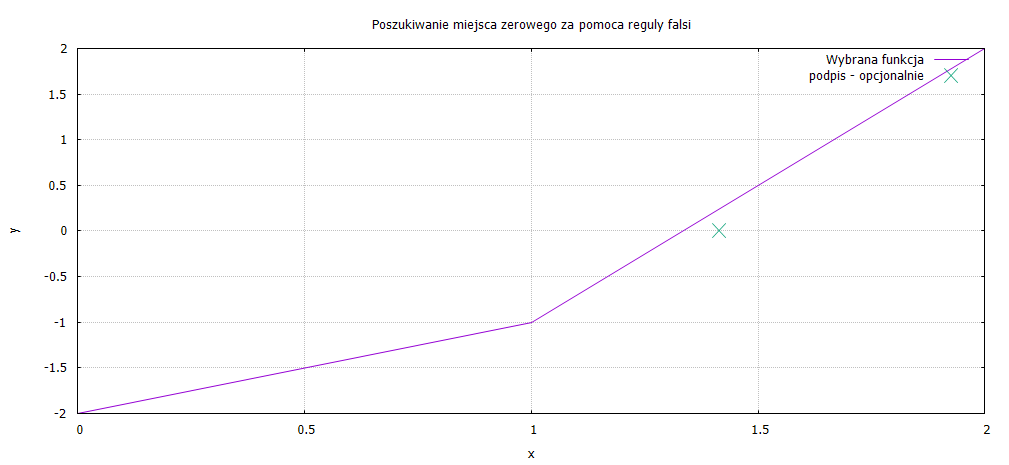 Poszukiwanie miejsca zerowego za pomoca reguly falsi
Wybrana funkcja
podpis - opcjonalnie
2
1.5
1
0.5
0
-0.5
-1
-1.5
-2
y
0
0.5
1
1.5
2
x